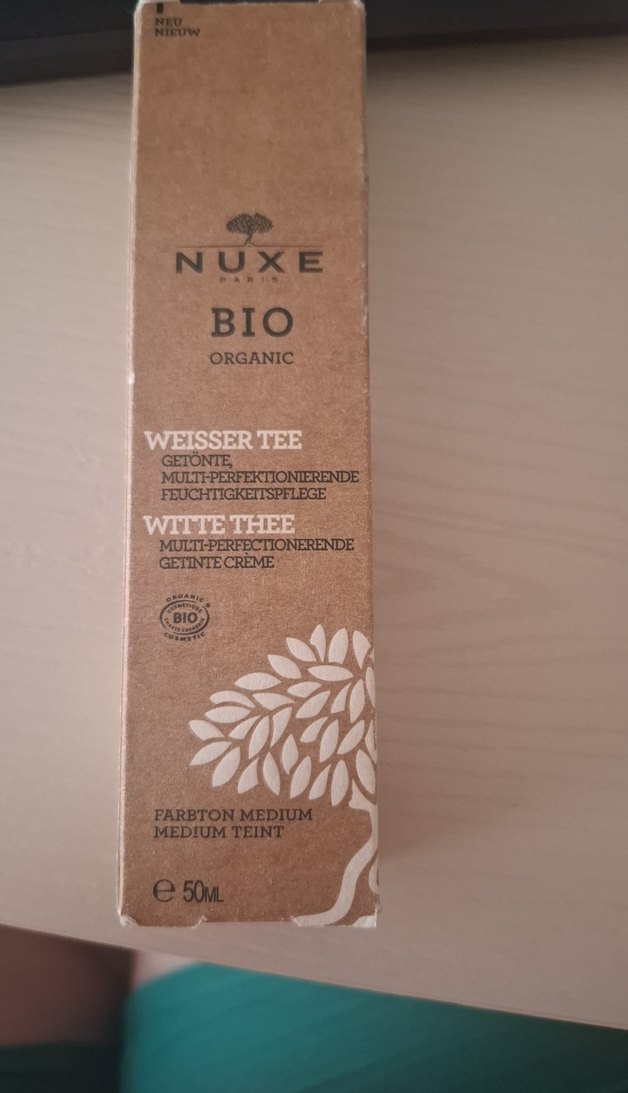 NEU
NIEUW
NUXE
PARIS
BIO
ORGANIC
WEISSER TEE
GETÖNTE,
MULTI-PERFEKTIONIERENDE
FEUCHTIGKEITSPFLEGE
WITTE THEE
MULTI-PERFECTIONERENDE
GETINTE CRÈME
ORGANIC
COSMETIQUE
BIO
COSMETIC
FARBTON MEDIUM
MEDIUM TEINT
℮ 50ML